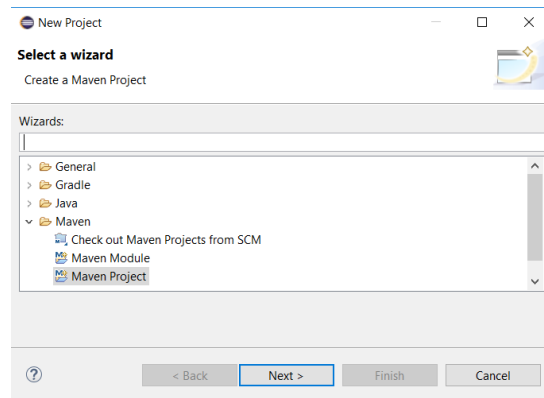 New Project
Select a wizard
Create a Maven Project
Wizards:
General
Gradle
Java
Maven
Check out Maven Projects from SCM
Maven Module
Maven Project
< Back Next > Finish Cancel